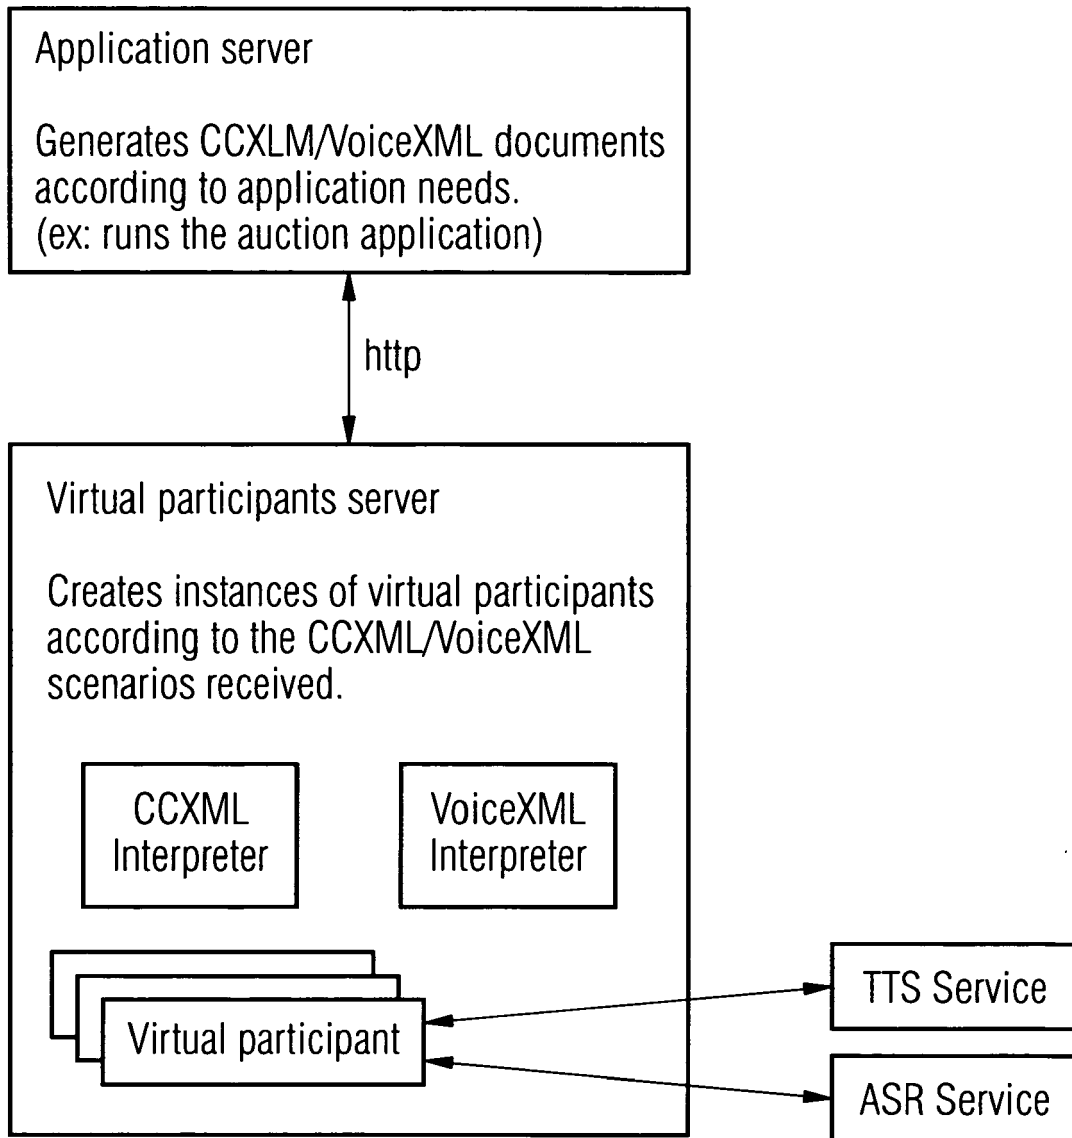 Application server
Generates CCXLM/VoiceXML documents
according to application needs.
(ex: runs the auction application)
http
Virtual participants server
Creates instances of virtual participants
according to the CCXML/VoiceXML
scenarios received.
CCXML
Interpreter
VoiceXML
Interpreter
Virtual participant
TTS Service
ASR Service